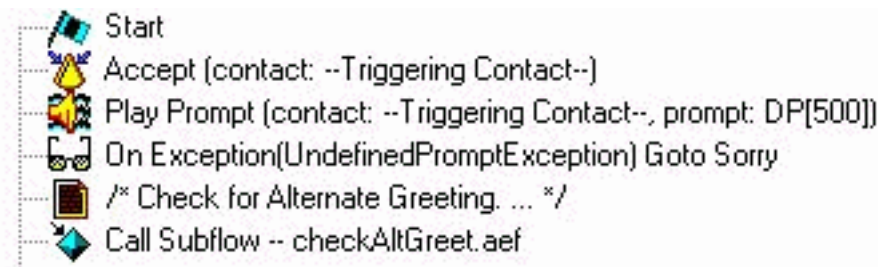 Start
Accept (contact: --Triggering Contact--)
Play Prompt (contact: --Triggering Contact--, prompt: DP[500])
On Exception(UndefinedPromptException) Goto Sorry
/* Check for Alternate Greeting. ... */
Call Subflow -- checkAltGreet.aef